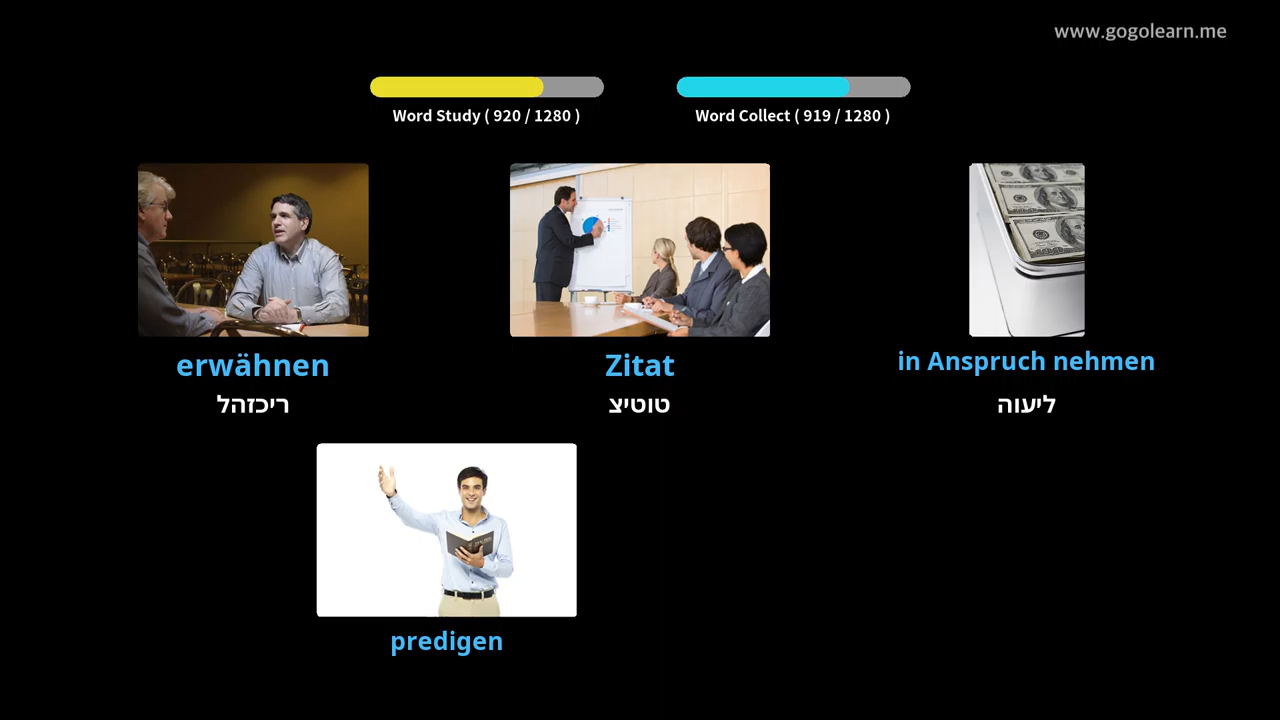 www.gogolearn.me
Word Study ( 920 / 1280 )
Word Collect ( 919 / 1280 )
erwähnen
ריכזהל
Zitat
טוטיצ
in Anspruch nehmen
ליעוה
predigen